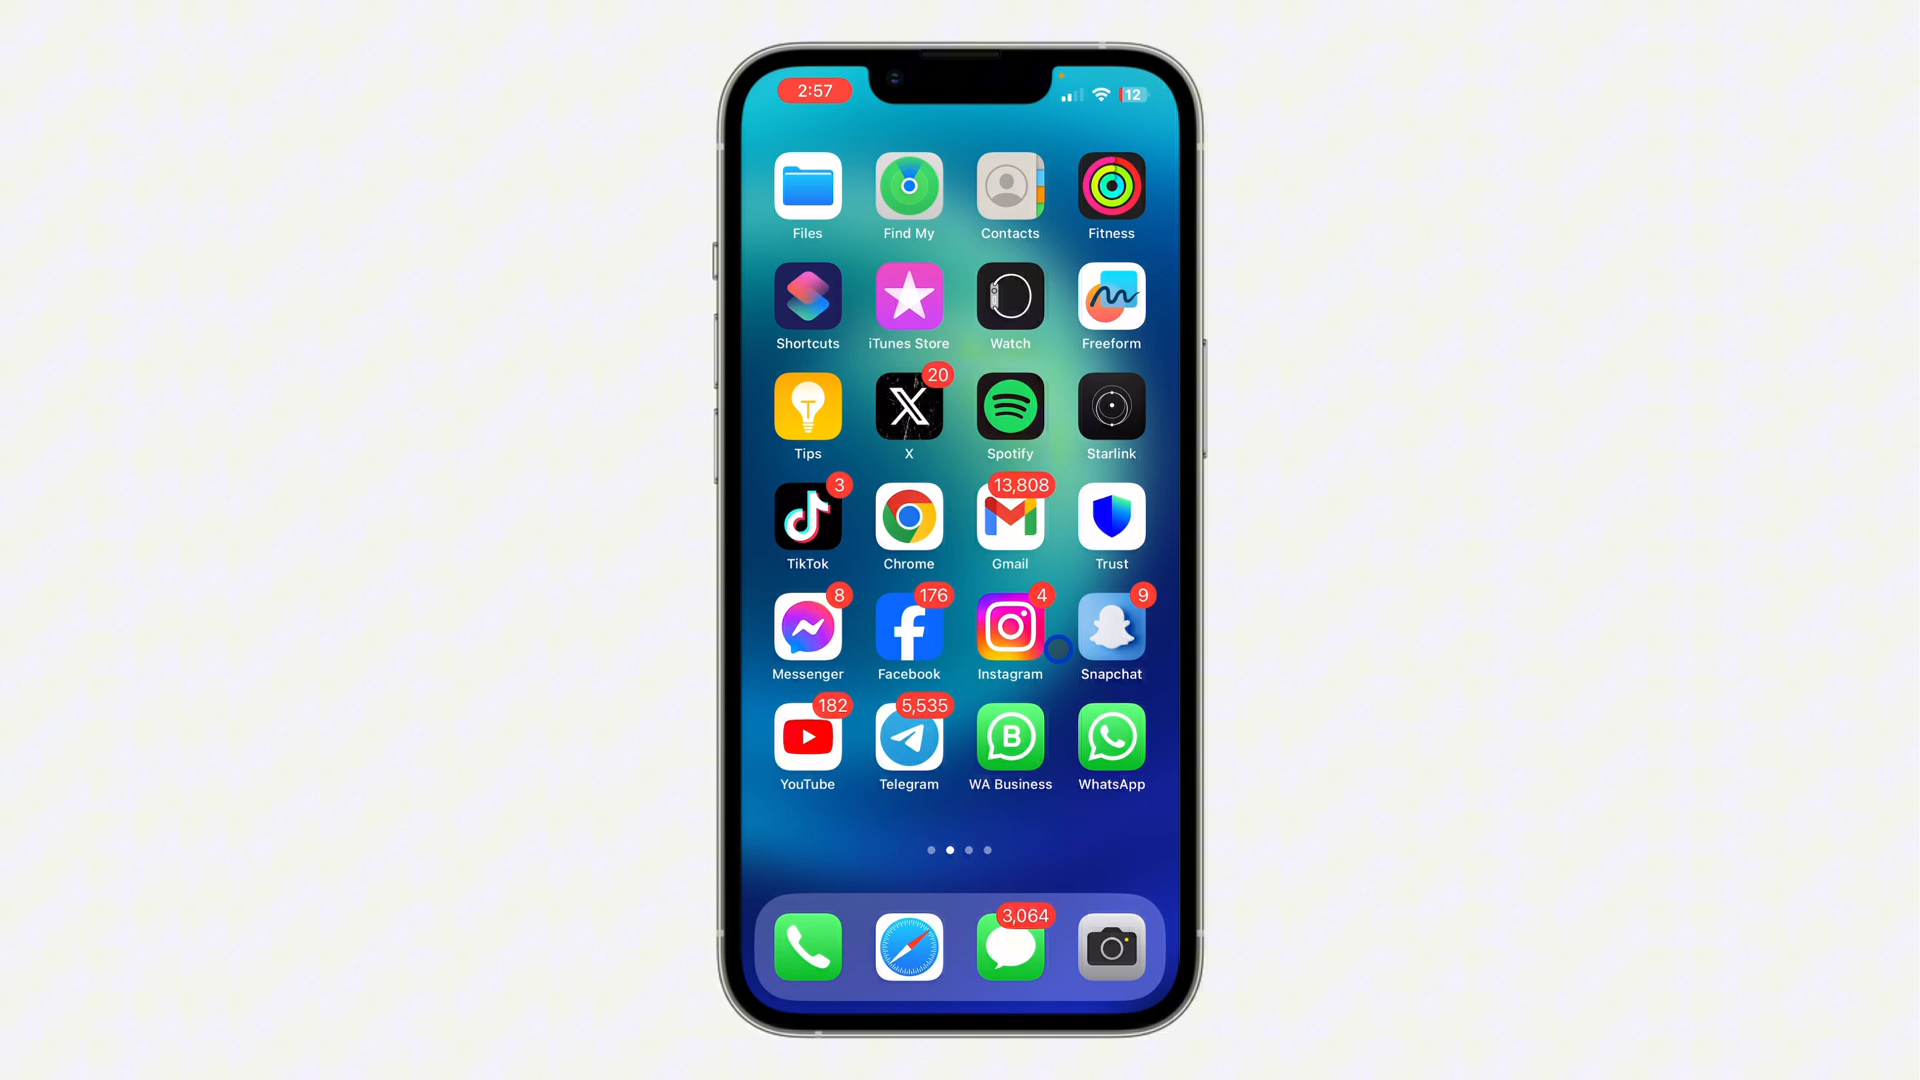 2:57
12
Files
Find My
Contacts
Fitness
Shortcuts
iTunes Store
Watch
Freeform
20
Tips
X
Spotify
Starlink
3
13,808
TikTok
Chrome
Gmail
Trust
8
176
4
9
Messenger
Facebook
Instagram
Snapchat
182
5,535
B
YouTube
Telegram
WA Business
WhatsApp
3,064